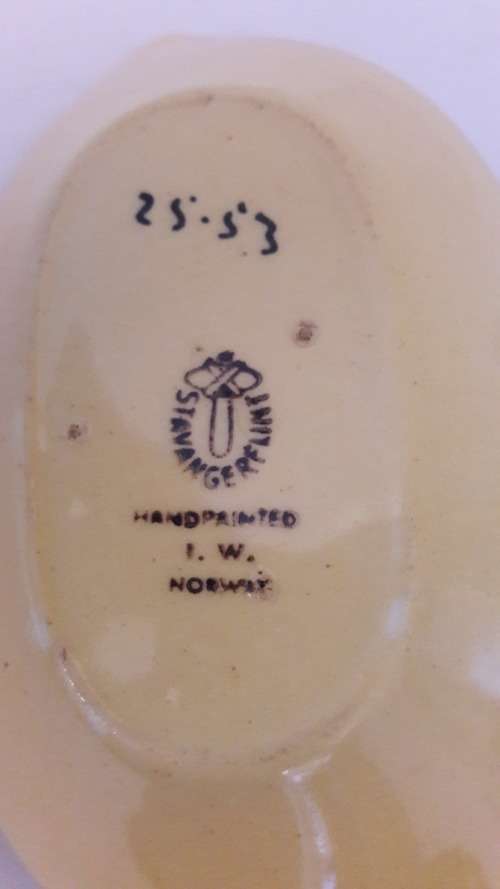 25-53
STAVANGERFLINT
HANDPAINTED
I. W.
NORWAY